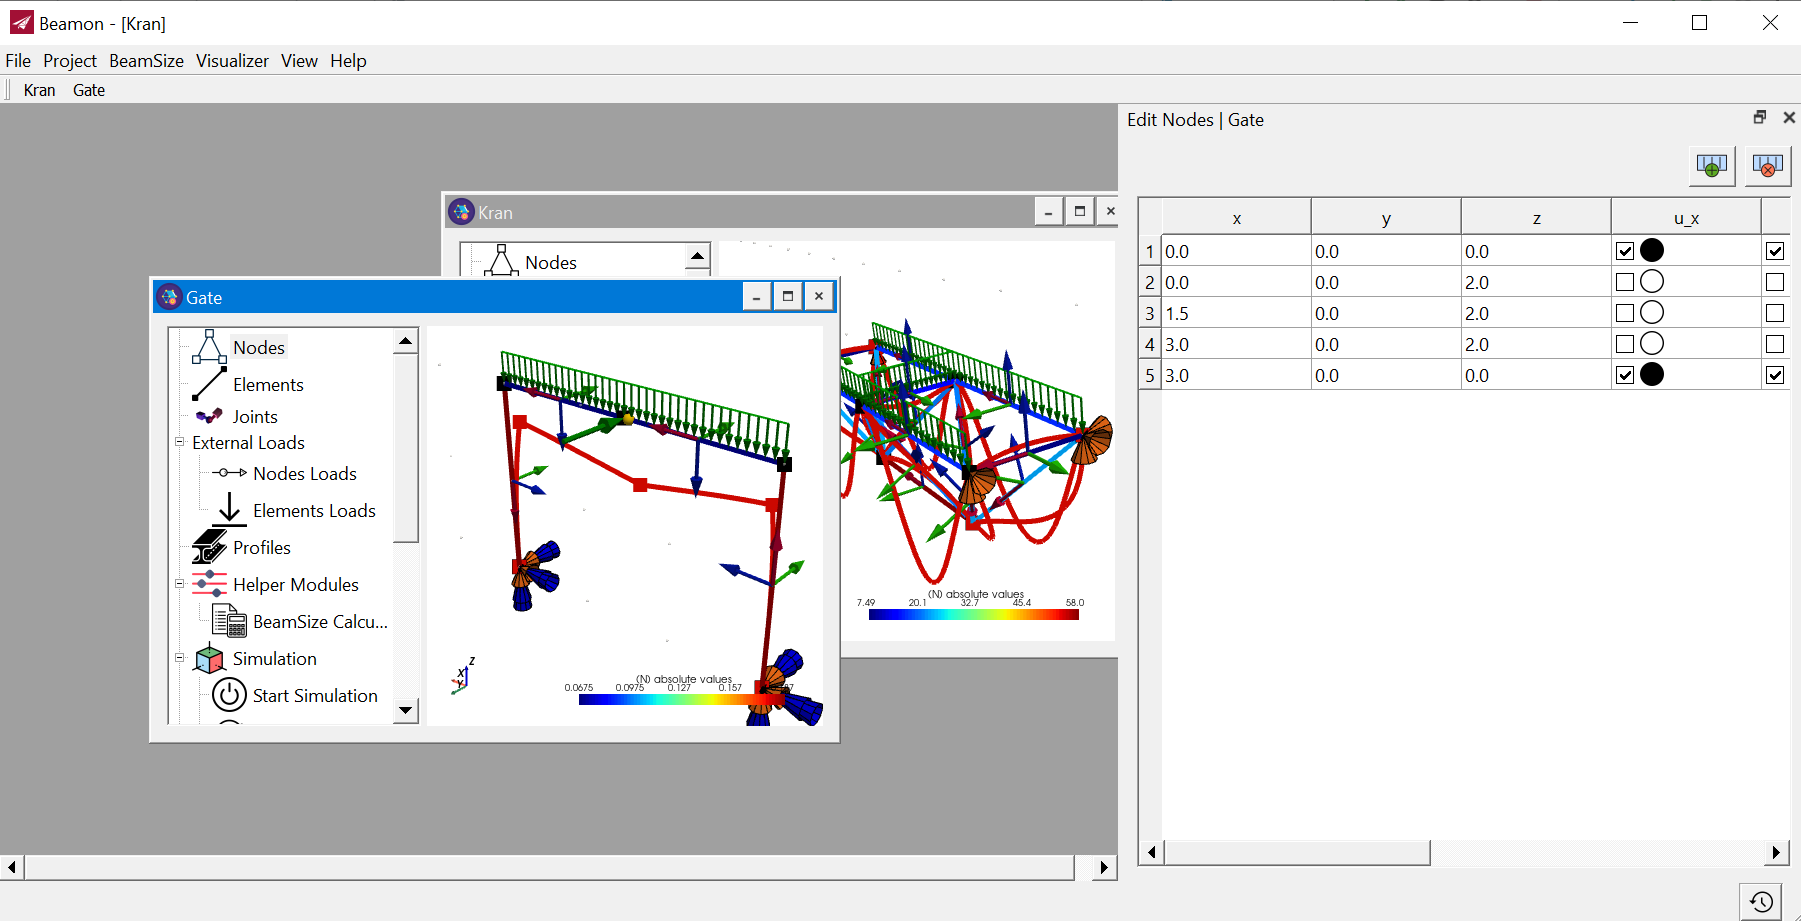 Beamon - [Kran]
File Project BeamSize Visualizer View Help
Kran Gate
Edit Nodes | Gate
x y z u_x
1 0.0 0.0 0.0
2 0.0 0.0 2.0
3 1.5 0.0 2.0
4 3.0 0.0 2.0
5 3.0 0.0 0.0
Kran
Nodes
(N) absolute values
7.49 20.1 32.7 45.4 58.0
Gate
Nodes
Elements
Joints
External Loads
Nodes Loads
Elements Loads
Profiles
Helper Modules
BeamSize Calcu...
Simulation
Start Simulation
Z
X
Y
(N) absolute values
0.0675 0.0975 0.127 0.157